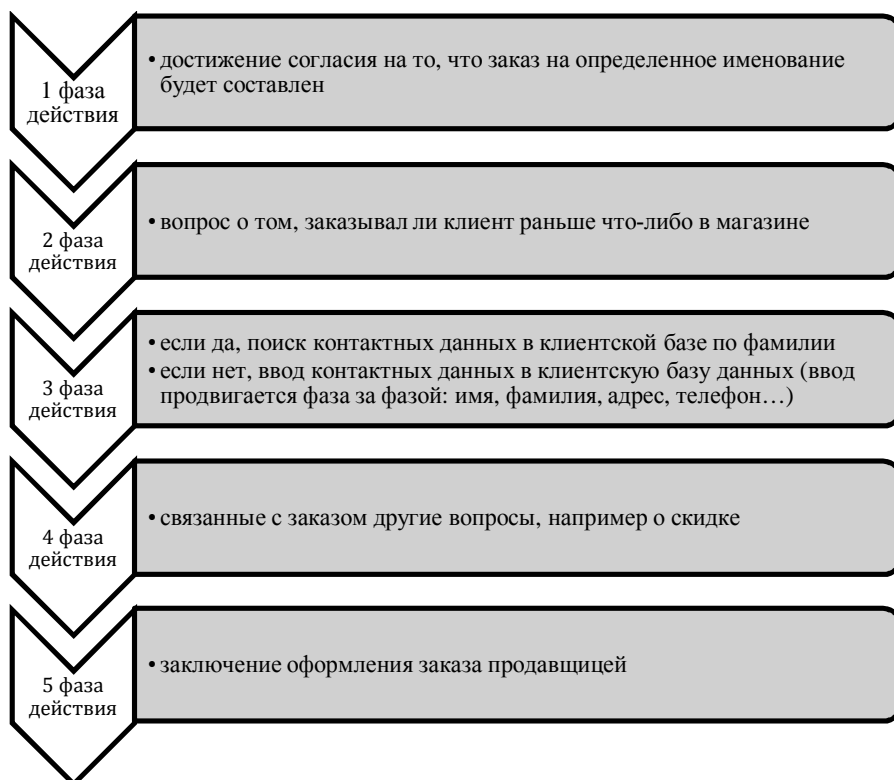 1 фаза
действия
• достижение согласия на то, что заказ на определенное именование
будет составлен
2 фаза
действия
• вопрос о том, заказывал ли клиент раньше что-либо в магазине
3 фаза
действия
• если да, поиск контактных данных в клиентской базе по фамилии
• если нет, ввод контактных данных в клиентскую базу данных (ввод
продвигается фаза за фазой: имя, фамилия, адрес, телефон…)
4 фаза
действия
• связанные с заказом другие вопросы, например о скидке
5 фаза
действия
• заключение оформления заказа продавщицей